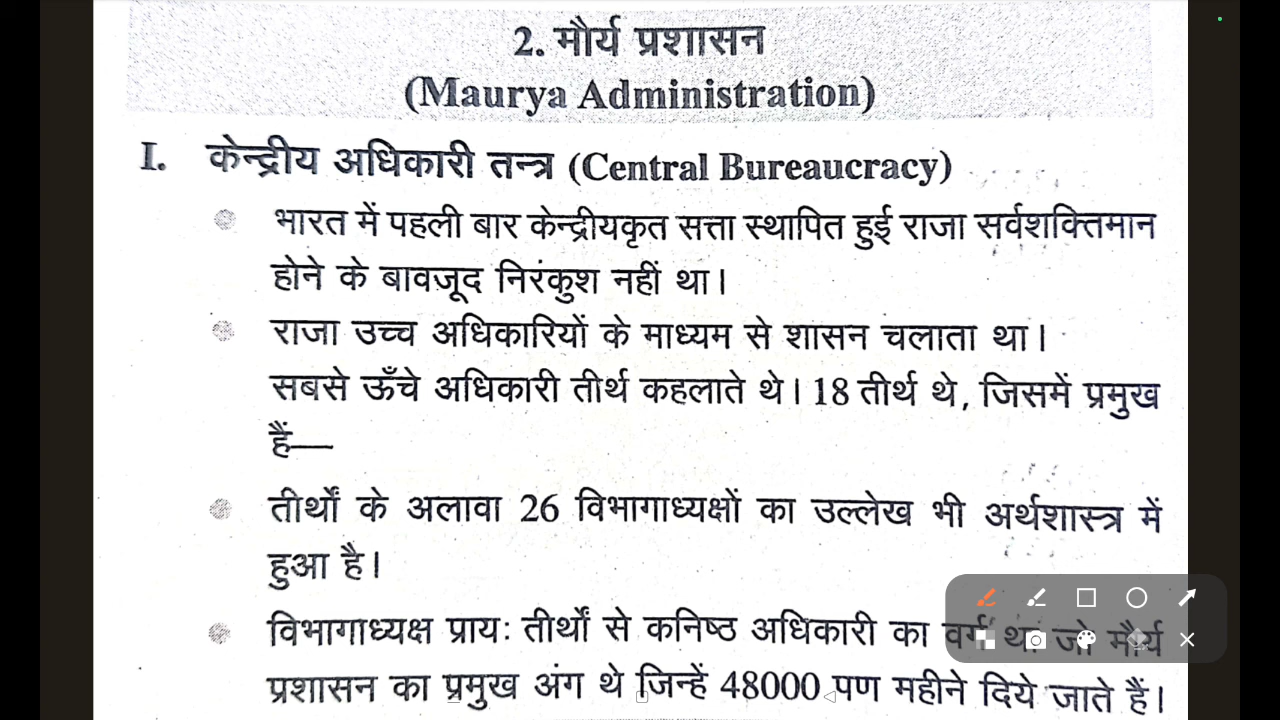 2. मौर्य प्रशासन
(Maurya Administration)
I. केन्द्रीय अधिकारी तन्त्र (Central Bureaucracy)
भारत में पहली बार केन्द्रीयकृत सत्ता स्थापित हुई राजा सर्वशक्तिमान
होने के बावजूद निरंकुश नहीं था।
राजा उच्च अधिकारियों के माध्यम से शासन चलाता था।
सबसे ऊँचे अधिकारी तीर्थ कहलाते थे। 18 तीर्थ थे, जिसमें प्रमुख
हैं—
तीर्थों के अलावा 26 विभागाध्यक्षों का उल्लेख भी अर्थशास्त्र में
हुआ है।
विभागाध्यक्ष प्रायः तीर्थों से कनिष्ठ अधिकारी का वर्ग था जो मौर्य
प्रशासन का प्रमुख अंग थे जिन्हें 48000 पण महीने दिये जाते हैं।